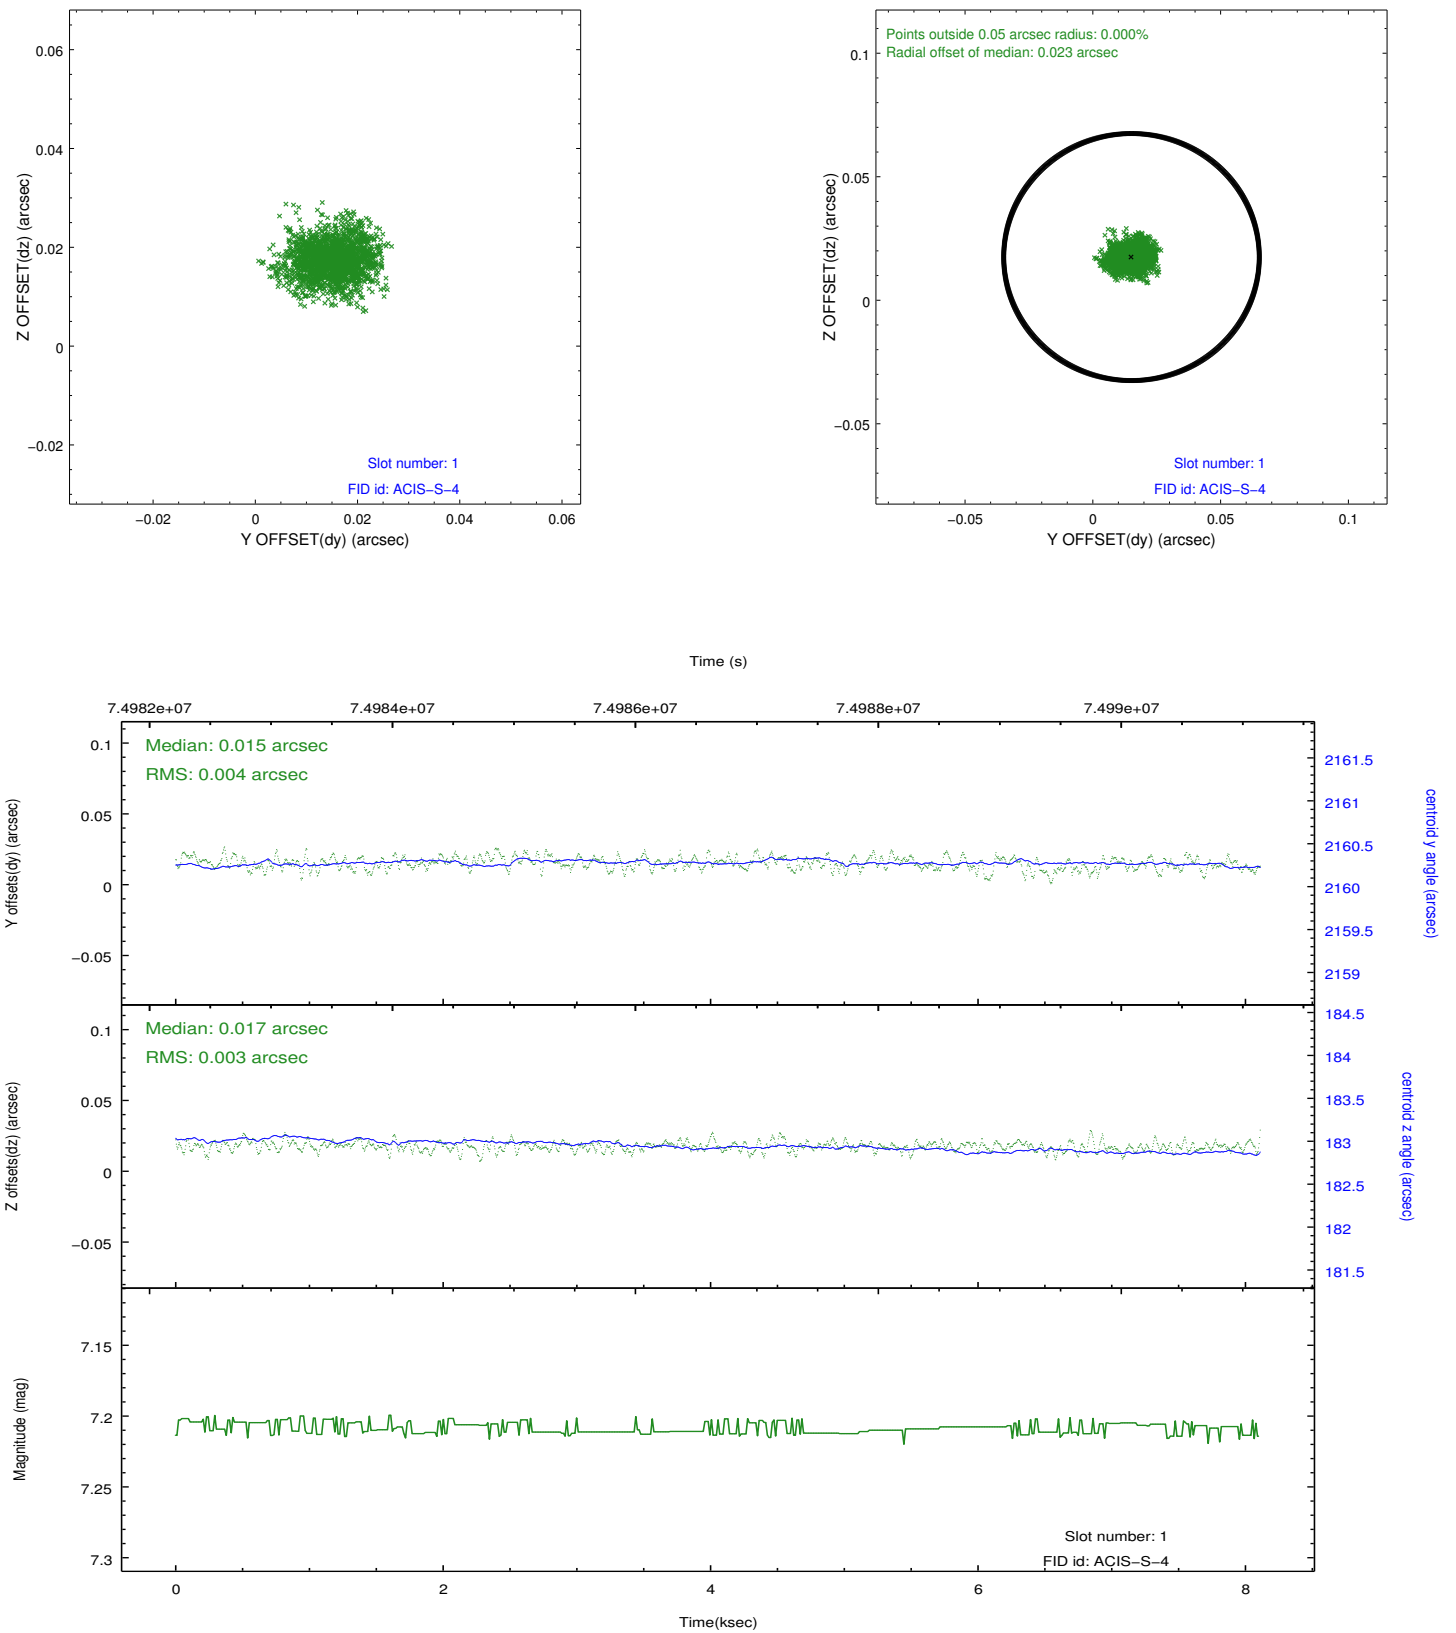 0.06
0.04
0.02
0
−0.02
Z OFFSET(dz) (arcsec)
Slot number: 1
FID id: ACIS−S−4
−0.02 0 0.02 0.04 0.06
Y OFFSET(dy) (arcsec)
Points outside 0.05 arcsec radius: 0.000%
Radial offset of median: 0.023 arcsec
0.1
0.05
0
−0.05
Z OFFSET(dz) (arcsec)
Slot number: 1
FID id: ACIS−S−4
−0.05 0 0.05 0.1
Y OFFSET(dy) (arcsec)
Time (s)
7.4982e+07 7.4984e+07 7.4986e+07 7.4988e+07 7.499e+07
Median: 0.015 arcsec
RMS: 0.004 arcsec
0.1
0.05
0
−0.05
Y offsets(dy) (arcsec)
2161.5
2161
2160.5
2160
2159.5
2159
centroid y angle (arcsec)
Median: 0.017 arcsec
RMS: 0.003 arcsec
0.1
0.05
0
−0.05
Z offsets(dz) (arcsec)
184.5
184
183.5
183
182.5
182
181.5
centroid z angle (arcsec)
7.15
7.2
7.25
7.3
Magnitude (mag)
Slot number: 1
FID id: ACIS−S−4
0 2 4 6 8
Time(ksec)